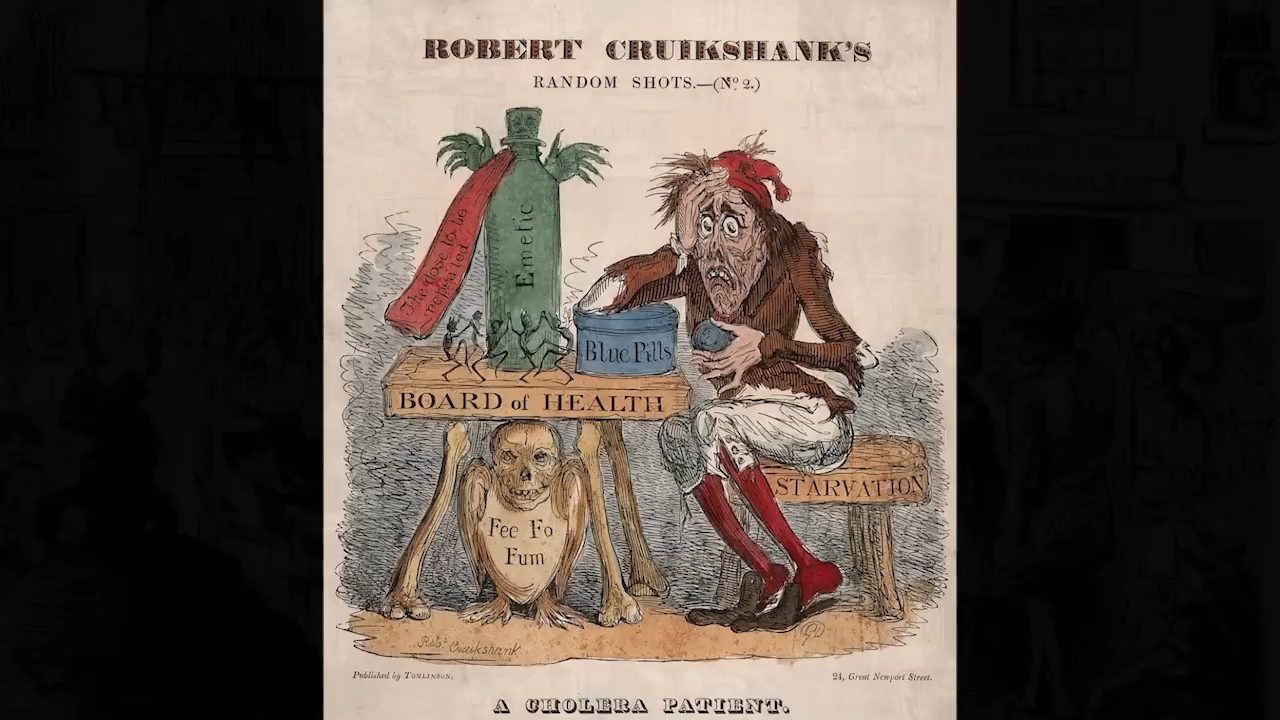 ROBERT CRUIKSHANK'S
RANDOM SHOTS.—(No. 2.)
The dose to be
repeated
Emetic
Blue Pills
BOARD of HEALTH
STARVATION
Fee Fo
Fum
Robt. Cruikshank
Published by TOMLINSON,
24, Great Newport Street.
A CHOLERA PATIENT.